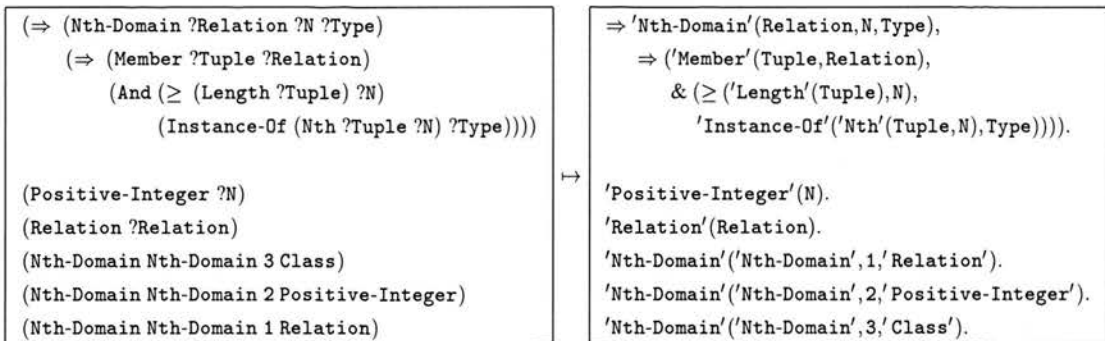 (⇒ (Nth-Domain ?Relation ?N ?Type)
(⇒ (Member ?Tuple ?Relation)
(And (≥ (Length ?Tuple) ?N)
(Instance-Of (Nth ?Tuple ?N) ?Type))))
(Positive-Integer ?N)
(Relation ?Relation)
(Nth-Domain Nth-Domain 3 Class)
(Nth-Domain Nth-Domain 2 Positive-Integer)
(Nth-Domain Nth-Domain 1 Relation)
↦
⇒ ′Nth-Domain′(Relation,N,Type),
⇒ (′Member′(Tuple,Relation),
& (≥ (′Length′(Tuple),N),
′Instance-Of′(′Nth′(Tuple,N),Type)))).
′Positive-Integer′(N).
′Relation′(Relation).
′Nth-Domain′(′Nth-Domain′,1,′Relation′).
′Nth-Domain′(′Nth-Domain′,2,′Positive-Integer′).
′Nth-Domain′(′Nth-Domain′,3,′Class′).